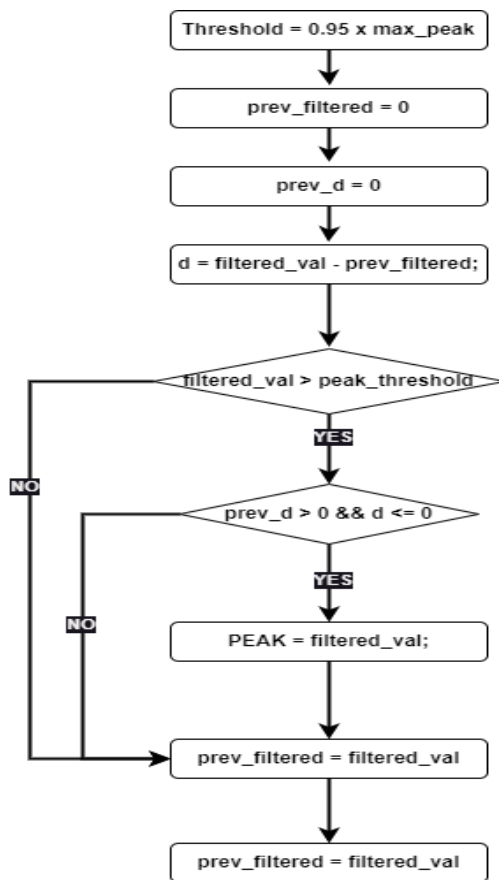 Threshold = 0.95 x max_peak
prev_filtered = 0
prev_d = 0
d = filtered_val - prev_filtered;
filtered_val > peak_threshold
YES
NO
prev_d > 0 && d <= 0
YES
NO
PEAK = filtered_val;
prev_filtered = filtered_val
prev_filtered = filtered_val